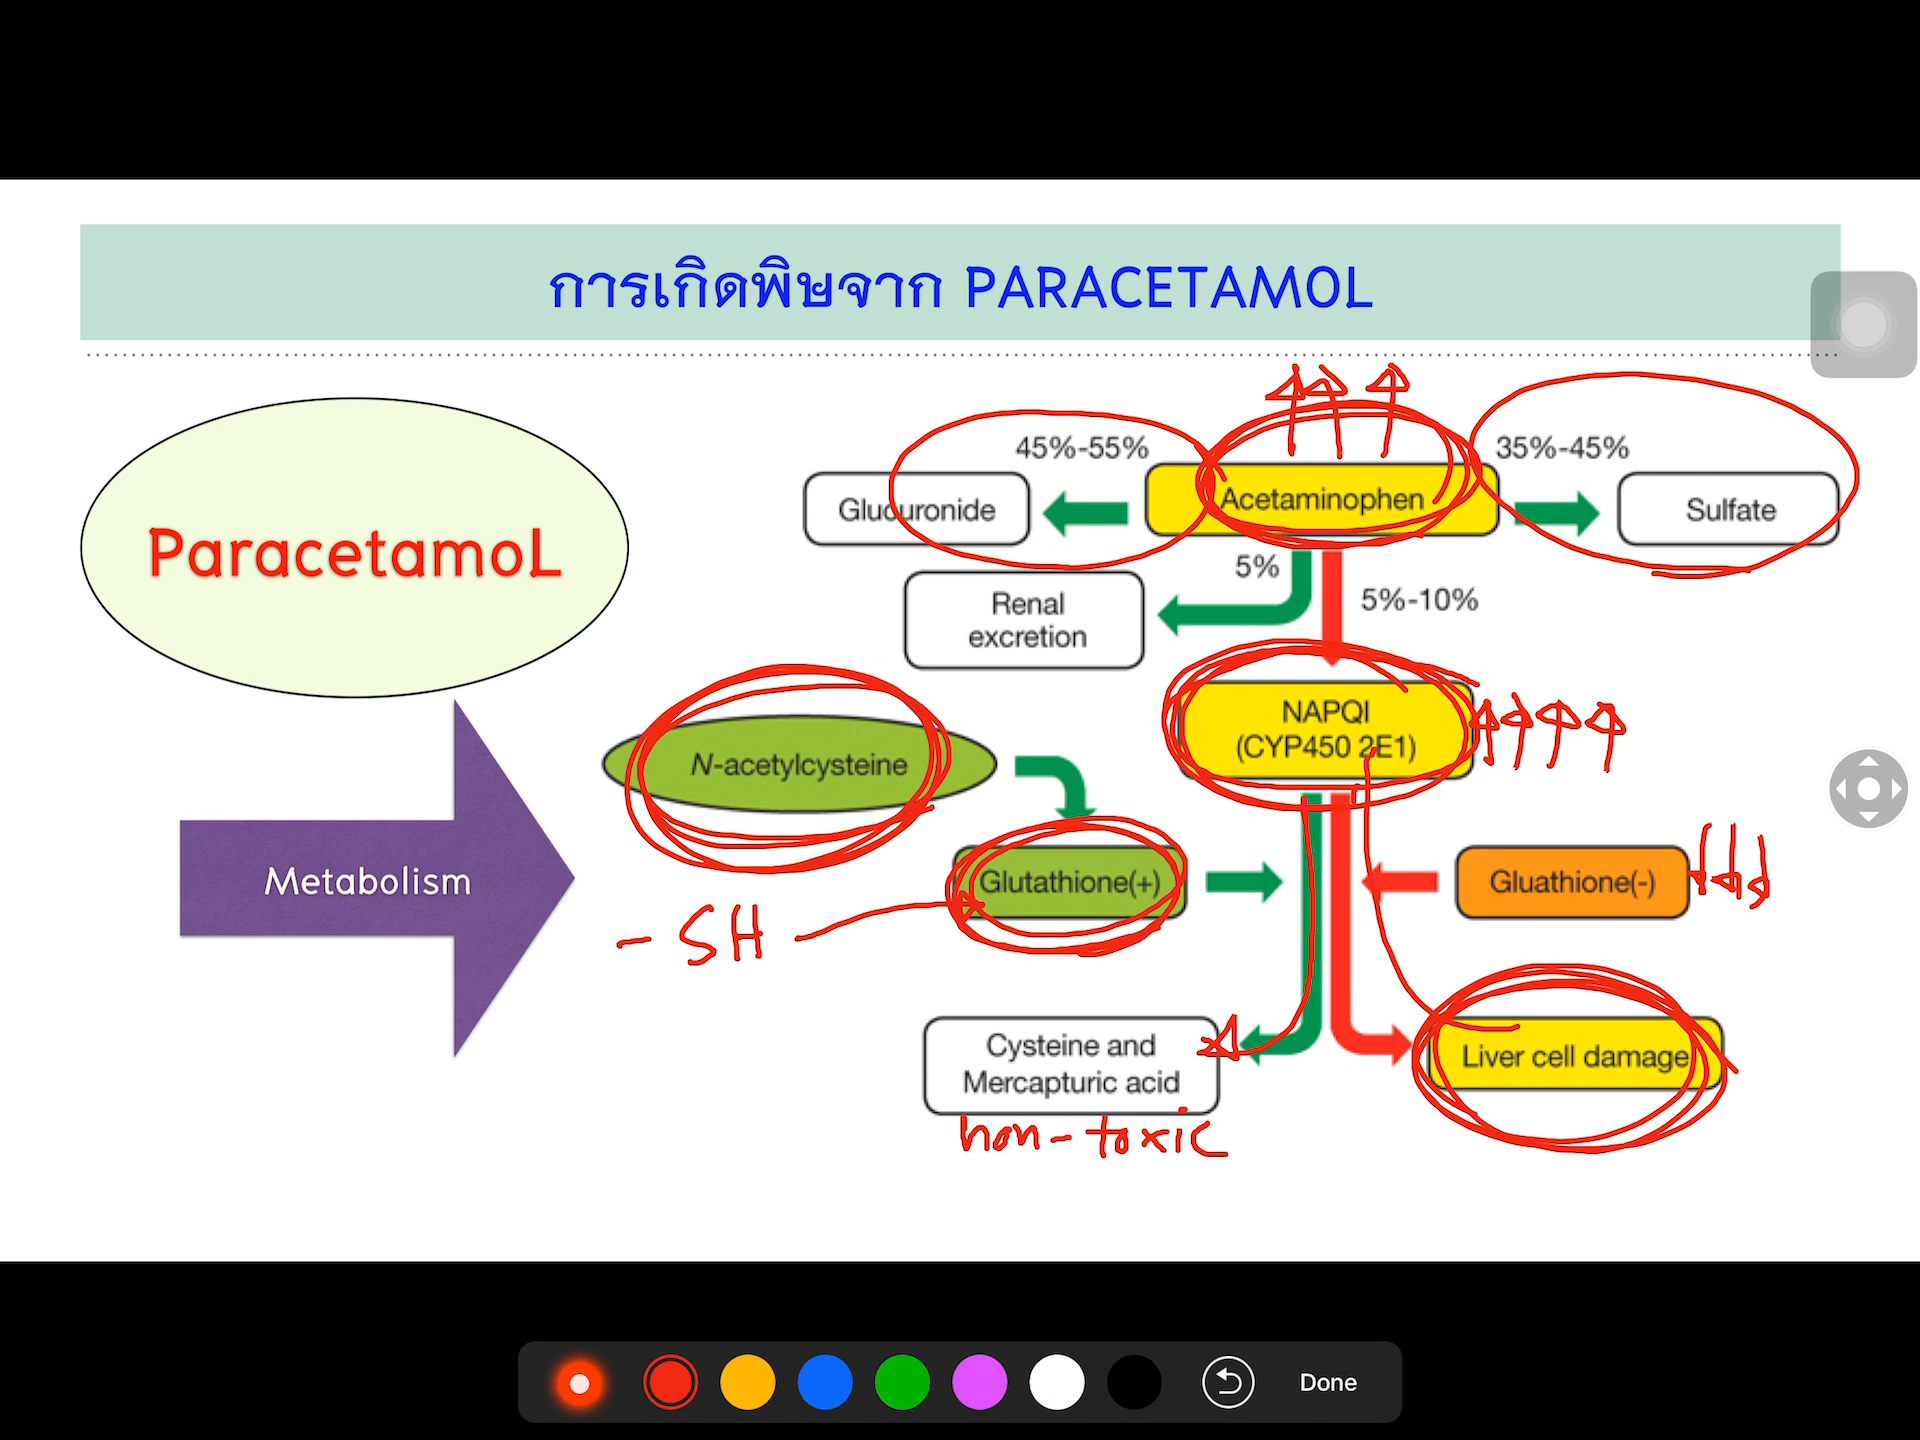 การเกิดพิษจาก PARACETAMOL
Paracetamol
Metabolism
45%-55%
35%-45%
Glucuronide
Acetaminophen
Sulfate
5%
5%-10%
Renal
excretion
NAPQI
(CYP450 2E1)
N-acetylcysteine
Glutathione(+)
Gluathione(-)
- SH
Cysteine and
Mercapturic acid
Liver cell damage
non-toxic
Done